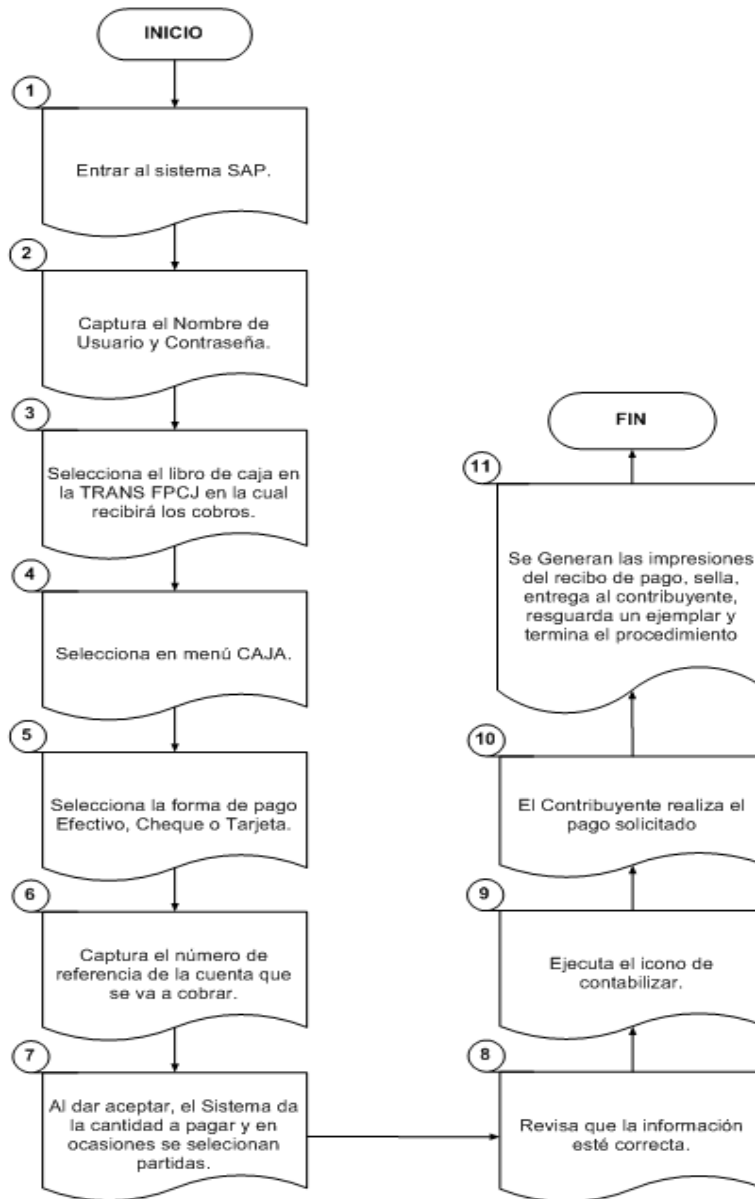 INICIO
1
Entrar al sistema SAP.
2
Captura el Nombre de
Usuario y Contraseña.
3
Selecciona el libro de caja en
la TRANS FPCJ en la cual
recibirá los cobros.
4
Selecciona en menú CAJA.
5
Selecciona la forma de pago
Efectivo, Cheque o Tarjeta.
6
Captura el número de
referencia de la cuenta que
se va a cobrar.
7
Al dar aceptar, el Sistema da
la cantidad a pagar y en
ocasiones se selecionan
partidas.
8
Revisa que la información
esté correcta.
9
Ejecuta el icono de
contabilizar.
10
El Contribuyente realiza el
pago solicitado
11
Se Generan las impresiones
del recibo de pago, sella,
entrega al contribuyente,
resguarda un ejemplar y
termina el procedimiento
FIN